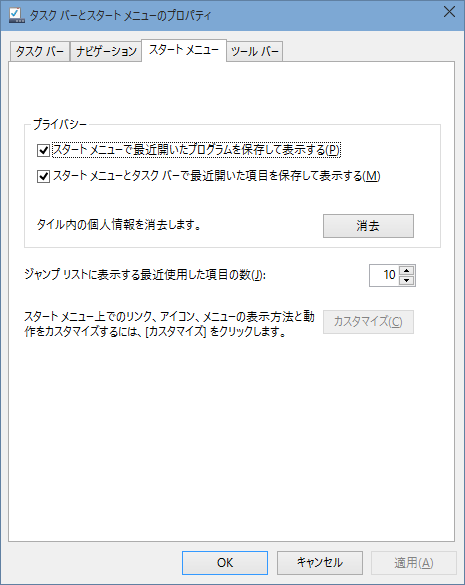 タスク バーとスタート メニューのプロパティ
タスク バー ナビゲーション スタート メニュー ツール バー
プライバシー
スタート メニューで最近開いたプログラムを保存して表示する(P)
スタート メニューとタスク バーで最近開いた項目を保存して表示する(M)
タイル内の個人情報を消去します。 消去
ジャンプ リストに表示する最近使用した項目の数(J): 10
スタート メニュー上でのリンク、アイコン、メニューの表示方法と動
作をカスタマイズするには、[カスタマイズ] をクリックします。
カスタマイズ(C)
OK キャンセル 適用(A)